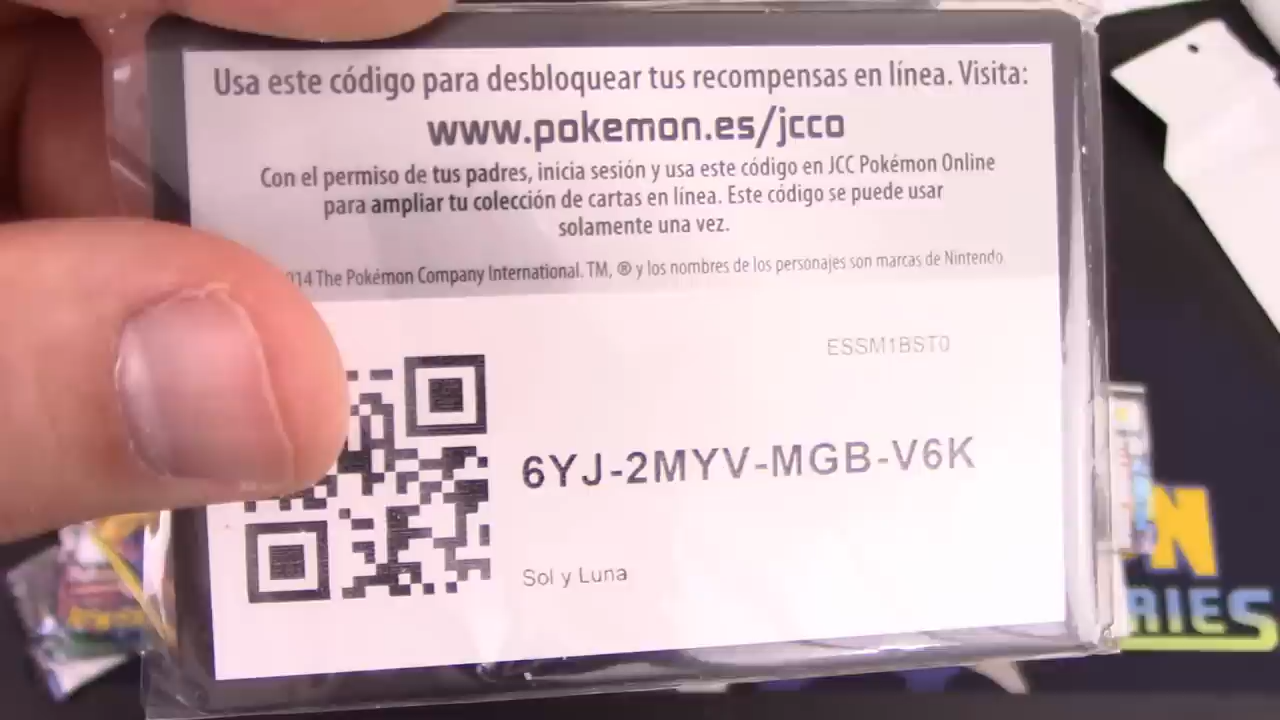 Usa este código para desbloquear tus recompensas en línea. Visita:
www.pokemon.es/jcco
Con el permiso de tus padres, inicia sesión y usa este código en JCC Pokémon Online
para ampliar tu colección de cartas en línea. Este código se puede usar
solamente una vez.
14 The Pokémon Company International. TM, ® y los nombres de los personajes son marcas de Nintendo.
ESSM1BST0
6YJ-2MYV-MGB-V6K
Sol y Luna